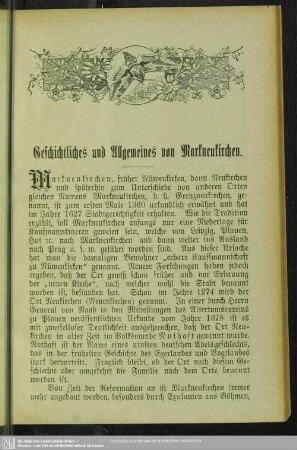 Geschichtliches und Allgemeines von Markneukirchen.
Markneukirchen, früher Nüwenkirken, dann Neukirchen
und späterhin zum Unterschiede von anderen Orten
gleichen Namens Markneukirchen, d. h. Grenzneukirchen, ge-
nannt, ist zum ersten Male 1360 urkundlich erwähnt und hat
im Jahre 1627 Stadtgerechtigkeit erhalten. Wie die Tradition
erzählt, soll Markneukirchen anfangs nur eine Niederlage für
Kaufmannswaren gewesen sein, welche von Leipzig, Plauen,
Hof ꝛc. nach Markneukirchen und dann weiter ins Ausland
nach Prag u. s. w. geführt worden sind. Aus dieser Ursache
hat man die damaligen Bewohner „erbare Kaufmannschaft
zu Nüwenkirken“ genannt. Neuere Forschungen haben jedoch
ergeben, daß der Ort gewiß schon früher und vor Erbauung
der „neuen Kirche“, nach welcher wohl die Stadt benannt
worden ist, bestanden hat. Schon im Jahre 1274 wird der
Ort Neukirchen (Neuenkirchen) genannt. In einer durch Herrn
General von Raab in den Mitteilungen des Altertumsvereins
zu Plauen veröffentlichten Urkunde vom Jahre 1378 ist es
mit zweifelloser Deutlichkeit ausgesprochen, daß der Ort Neu-
kirchen in alter Zeit im Volksmunde Nothaft genannt wurde.
Nothaft ist der Name eines uralten deutschen Adelsgeschlechts,
das in der frühesten Geschichte des Egerlandes und Vogtlandes
stark hervortritt. Fraglich bleibt, ob der Ort nach diesem Ge-
schlechte oder umgekehrt die Familie nach dem Orte benannt
worden ist.
Von Zeit der Reformation an ist Markneukirchen immer
mehr angebaut worden, besonders durch Exulanten aus Böhmen,